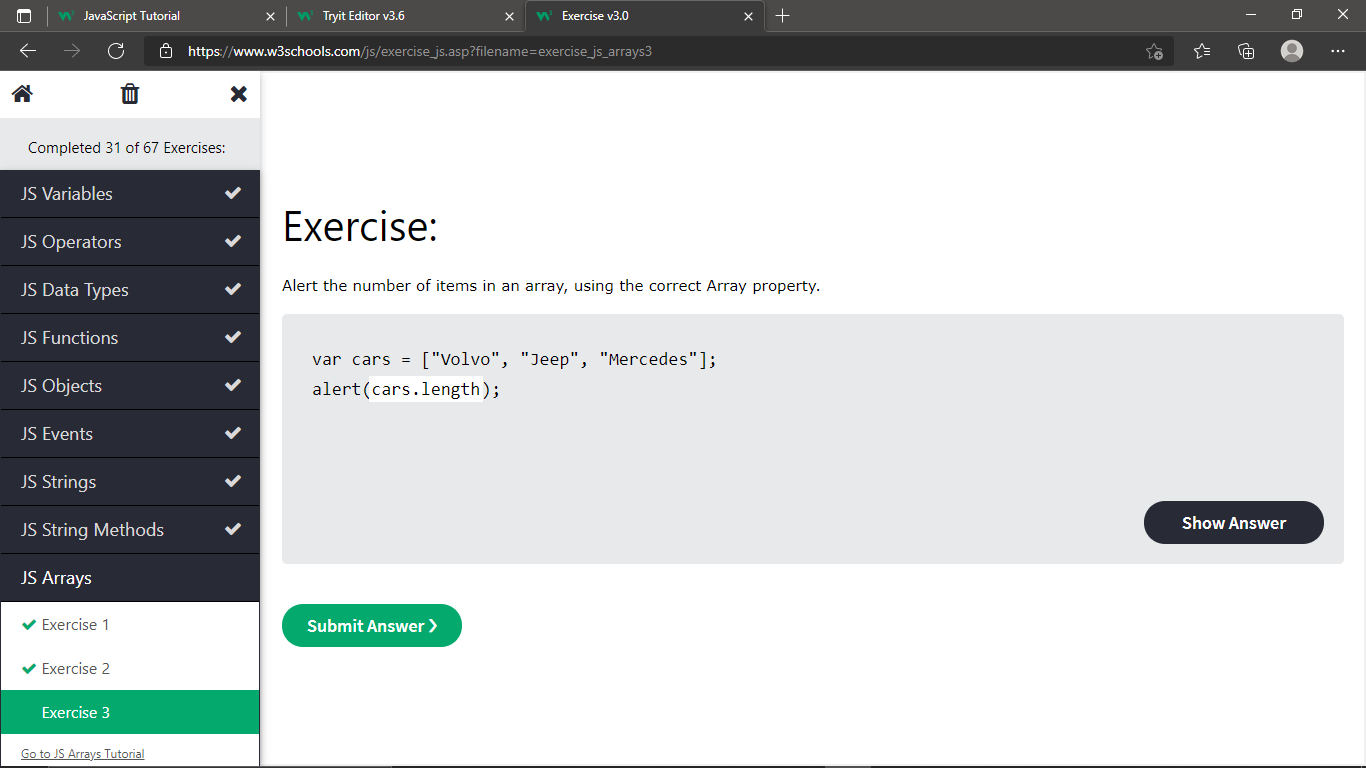 JavaScript Tutorial
Tryit Editor v3.6
Exercise v3.0
https://www.w3schools.com/js/exercise_js.asp?filename=exercise_js_arrays3
Completed 31 of 67 Exercises:
JS Variables
JS Operators
JS Data Types
JS Functions
JS Objects
JS Events
JS Strings
JS String Methods
JS Arrays
Exercise 1
Exercise 2
Exercise 3
Go to JS Arrays Tutorial
Exercise:
Alert the number of items in an array, using the correct Array property.
var cars = ["Volvo", "Jeep", "Mercedes"];
alert(cars.length);
Show Answer
Submit Answer ❯